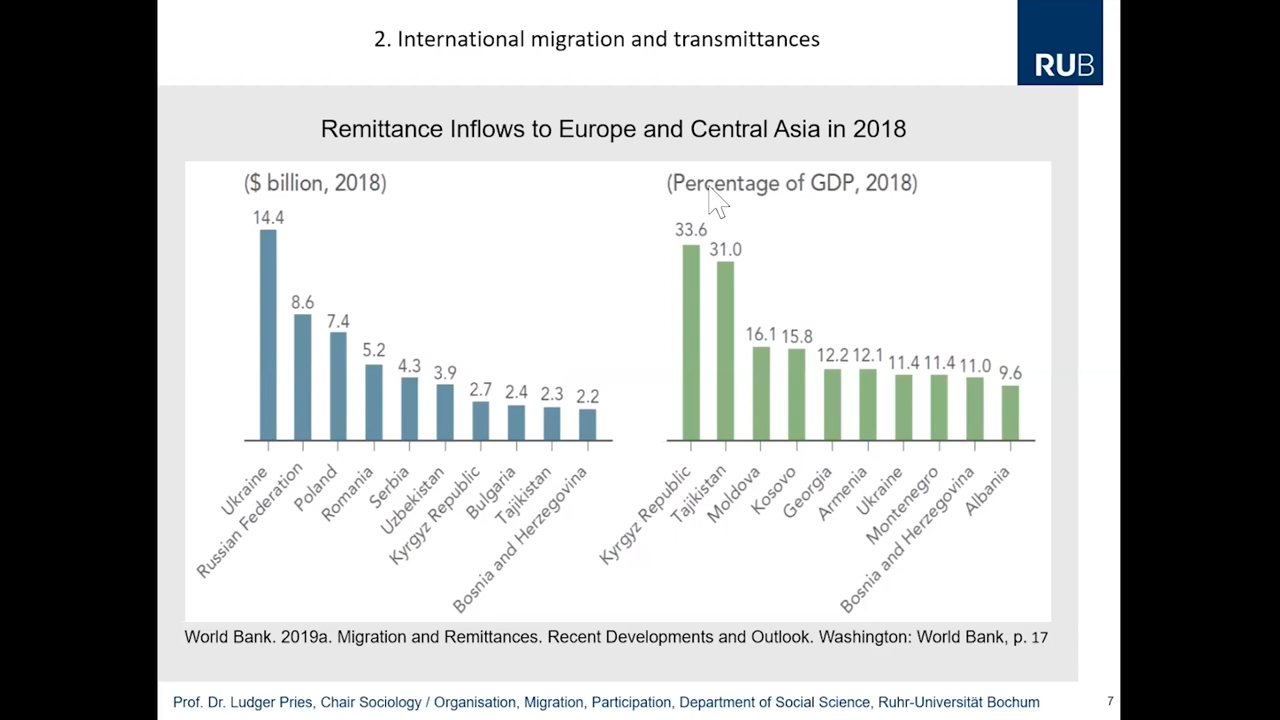 2. International migration and transmittances
RUB
Remittance Inflows to Europe and Central Asia in 2018
($ billion, 2018)
14.4
8.6
7.4
5.2
4.3
3.9
2.7
2.4
2.3
2.2
Ukraine
Russian Federation
Poland
Romania
Serbia
Uzbekistan
Kyrgyz Republic
Bulgaria
Tajikistan
Bosnia and Herzegovina
(Percentage of GDP, 2018)
33.6
31.0
16.1
15.8
12.2
12.1
11.4
11.4
11.0
9.6
Kyrgyz Republic
Tajikistan
Moldova
Kosovo
Georgia
Armenia
Ukraine
Montenegro
Bosnia and Herzegovina
Albania
World Bank. 2019a. Migration and Remittances. Recent Developments and Outlook. Washington: World Bank, p. 17
Prof. Dr. Ludger Pries, Chair Sociology / Organisation, Migration, Participation, Department of Social Science, Ruhr-Universität Bochum
7